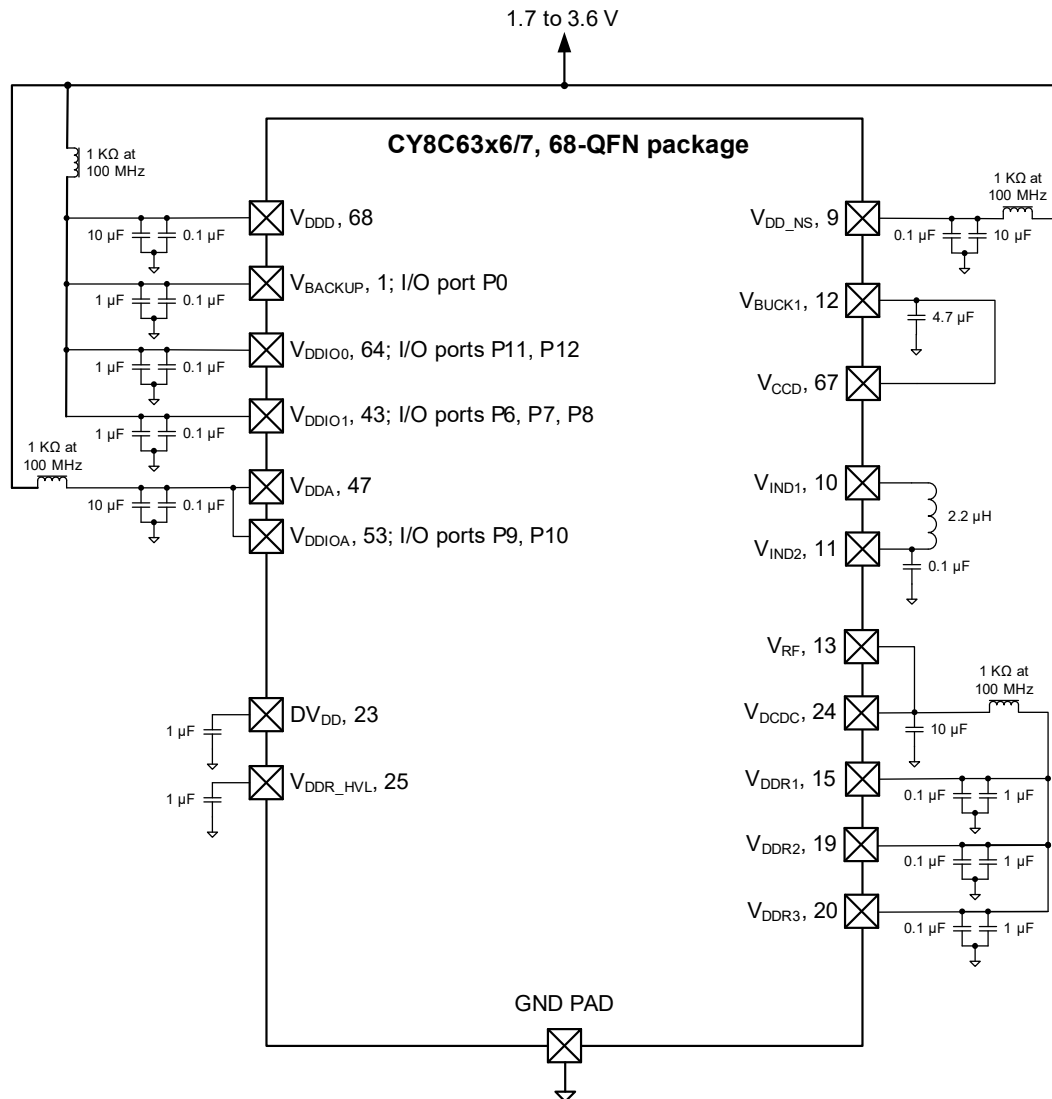 1.7 to 3.6 V
CY8C63x6/7, 68-QFN package
1 KΩ at
100 MHz
10 µF
0.1 µF
VDDD, 68
1 µF
0.1 µF
VBACKUP, 1; I/O port P0
1 µF
0.1 µF
VDDIO0, 64; I/O ports P11, P12
1 µF
0.1 µF
VDDIO1, 43; I/O ports P6, P7, P8
1 KΩ at
100 MHz
10 µF
0.1 µF
VDDA, 47
VDDIOA, 53; I/O ports P9, P10
1 µF
DVDD, 23
1 µF
VDDR_HVL, 25
VDD_NS, 9
0.1 µF
10 µF
1 KΩ at
100 MHz
VBUCK1, 12
4.7 µF
VCCD, 67
VIND1, 10
2.2 µH
VIND2, 11
0.1 µF
VRF, 13
VDCDC, 24
10 µF
1 KΩ at
100 MHz
VDDR1, 15
0.1 µF
1 µF
VDDR2, 19
0.1 µF
1 µF
VDDR3, 20
0.1 µF
1 µF
GND PAD